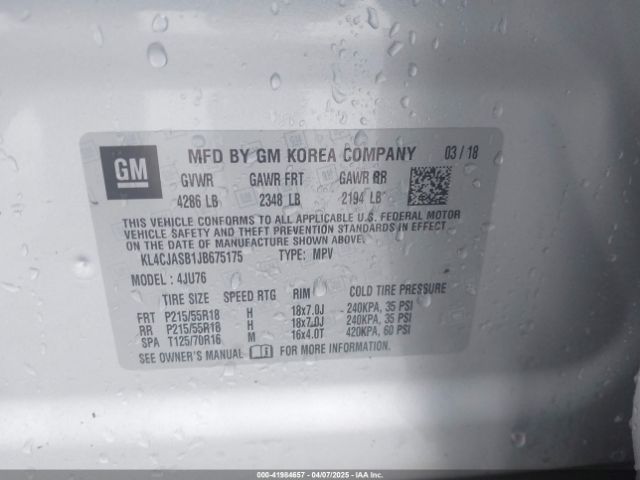 GM
MFD BY GM KOREA COMPANY 03 / 18
GVWR GAWR FRT GAWR RR
4286 LB 2348 LB 2194 LB
THIS VEHICLE CONFORMS TO ALL APPLICABLE U.S. FEDERAL MOTOR
VEHICLE SAFETY, BUMPER, AND THEFT PREVENTION STANDARDS IN EFFECT ON THE
DATE OF MANUFACTURE SHOWN ABOVE.
KL4CJASB1JB675175 TYPE: MPV
MODEL : 4JU76
TIRE SIZE SPEED RTG RIM COLD TIRE PRESSURE
FRT P215/55R18 H 18x7.0J 240KPA, 35 PSI
RR P215/55R18 H 18x7.0J 240KPA, 35 PSI
SPA T125/70R16 M 16x4.0T 420KPA, 60 PSI
SEE OWNER'S MANUAL FOR MORE INFORMATION.
000-41984657 - 04/07/2025 - IAAI.COM